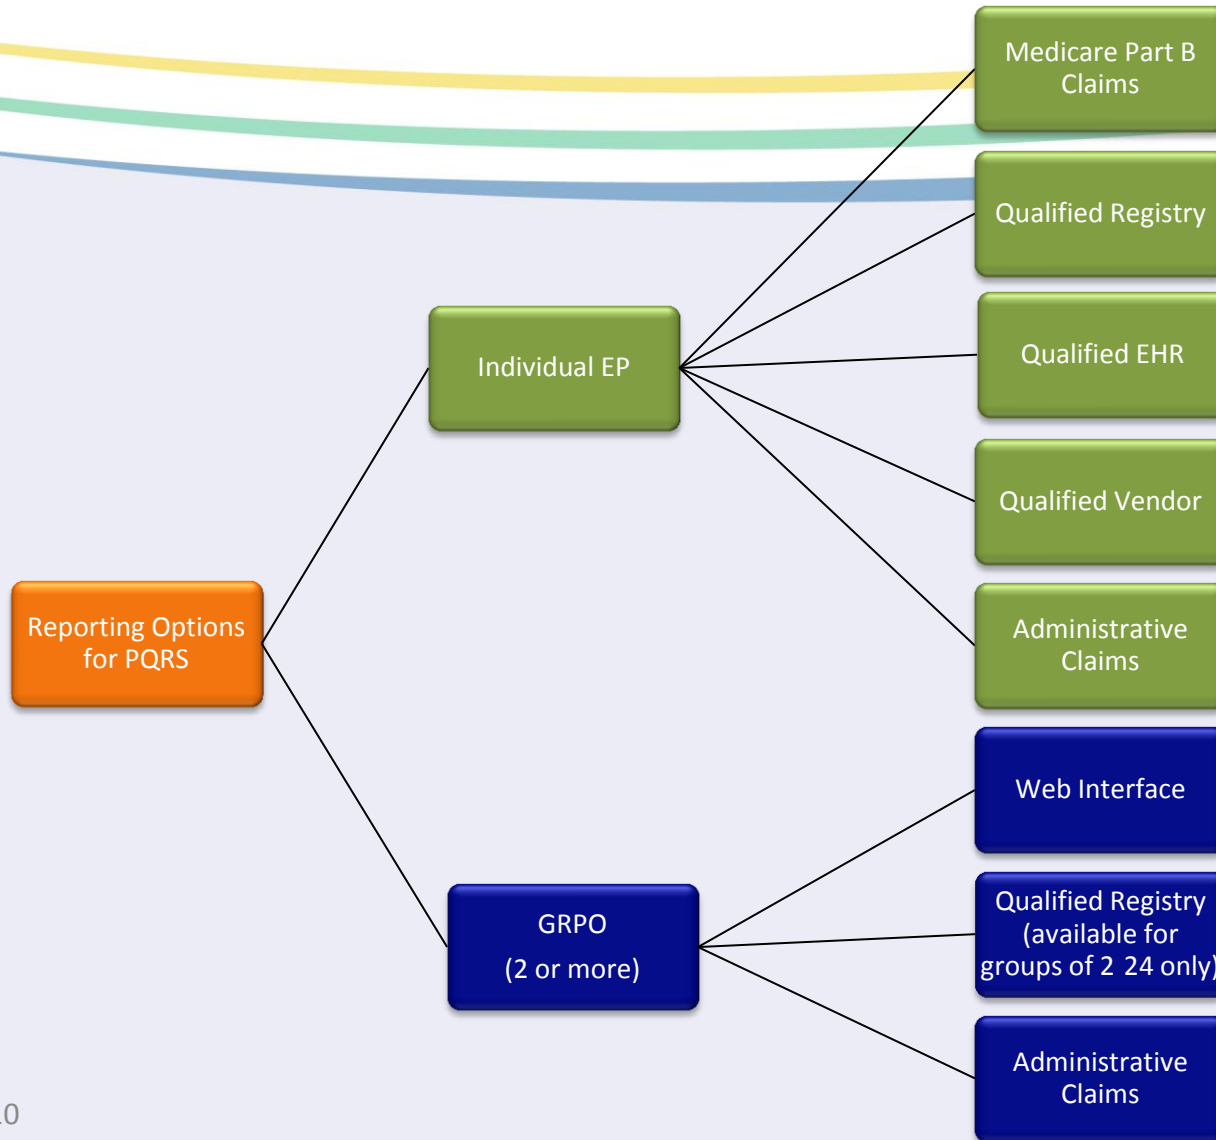 Medicare Part B
Claims
Qualified Registry
Qualified EHR
Individual EP
Qualified Vendor
Administrative
Claims
Reporting Options
for PQRS
Web Interface
GRPO
(2 or more)
Qualified Registry
(available for
groups of 2 24 only)
Administrative
Claims